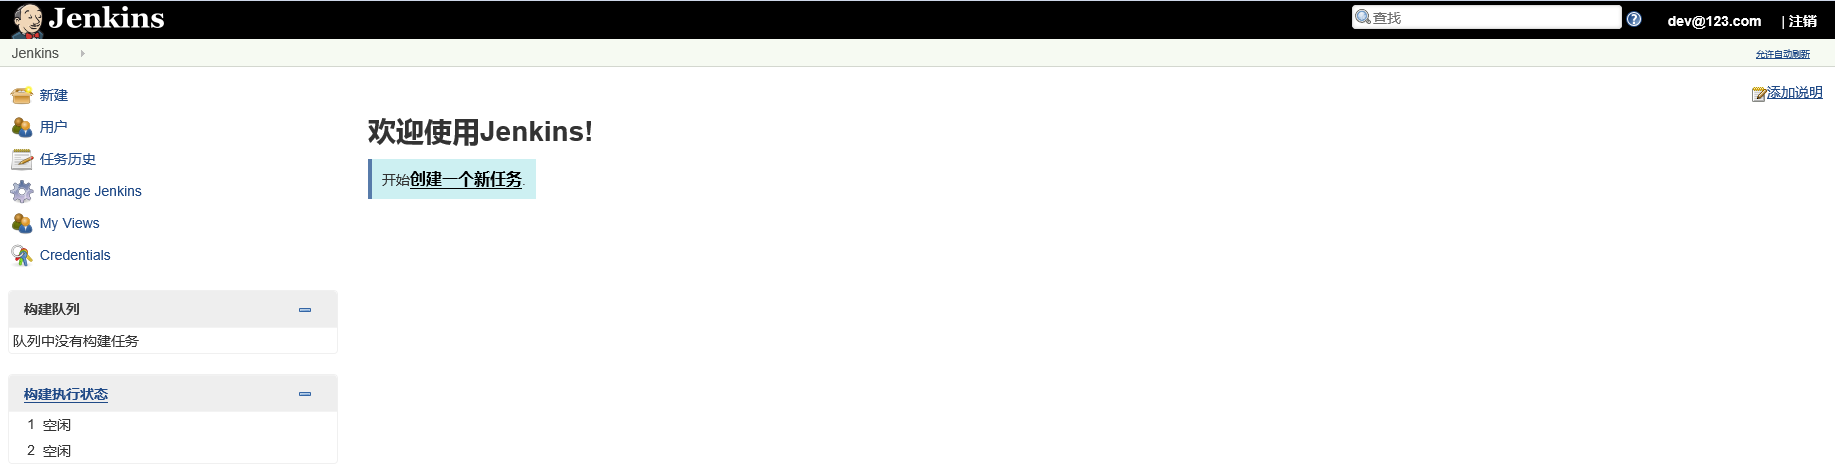 Jenkins
查找
dev@123.com | 注销
Jenkins
允许自动刷新
新建
用户
任务历史
Manage Jenkins
My Views
Credentials
构建队列
队列中没有构建任务
构建执行状态
1 空闲
2 空闲
添加说明
欢迎使用Jenkins!
开始创建一个新任务.